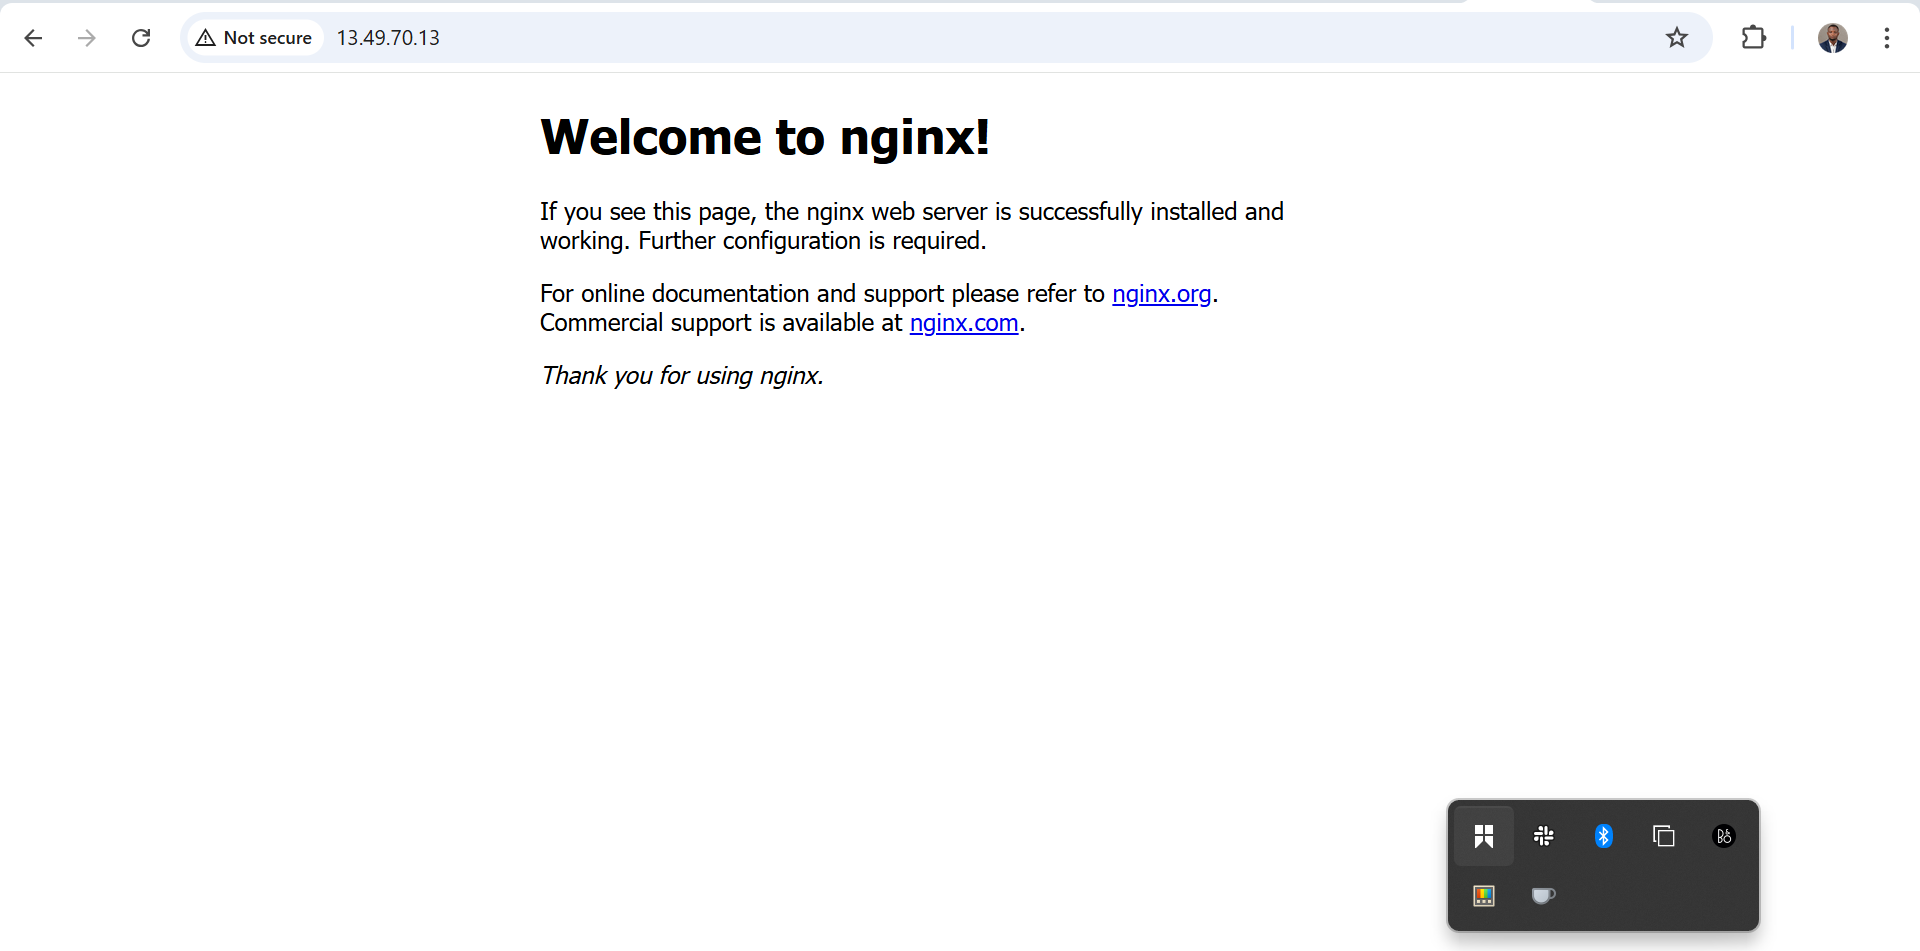 Not secure
13.49.70.13
Welcome to nginx!
If you see this page, the nginx web server is successfully installed and
working. Further configuration is required.
For online documentation and support please refer to nginx.org.
Commercial support is available at nginx.com.
Thank you for using nginx.